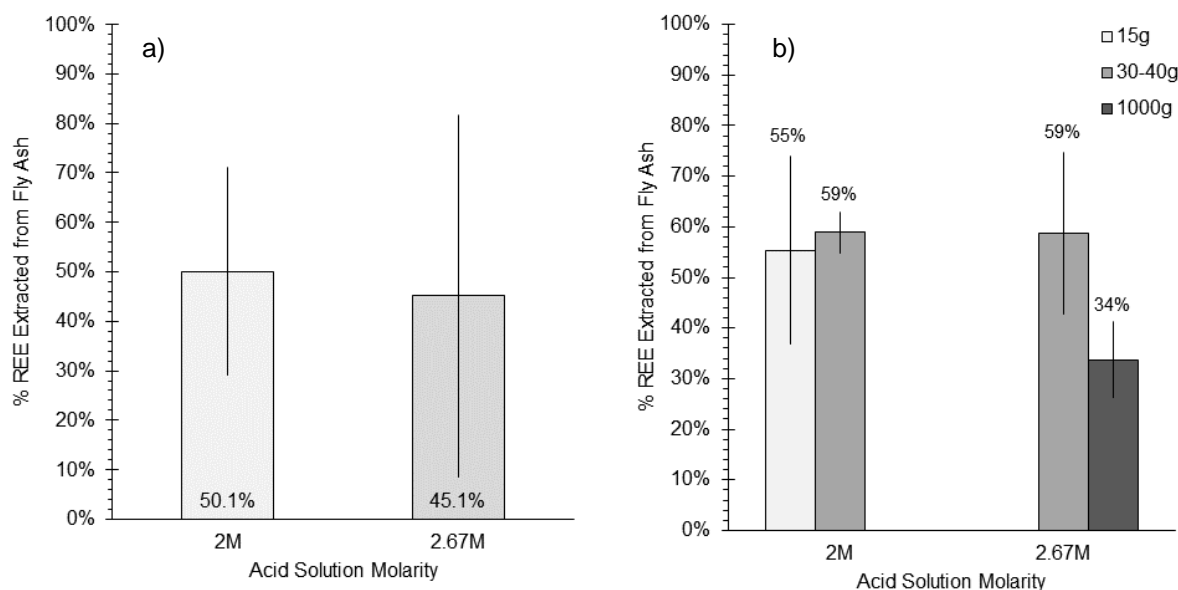 a)
% REE Extracted from Fly Ash
100%
90%
80%
70%
60%
50%
40%
30%
20%
10%
0%
50.1%
45.1%
2M
2.67M
Acid Solution Molarity
b)
15g
30-40g
1000g
% REE Extracted from Fly Ash
100%
90%
80%
70%
60%
50%
40%
30%
20%
10%
0%
55%
59%
59%
34%
2M
2.67M
Acid Solution Molarity